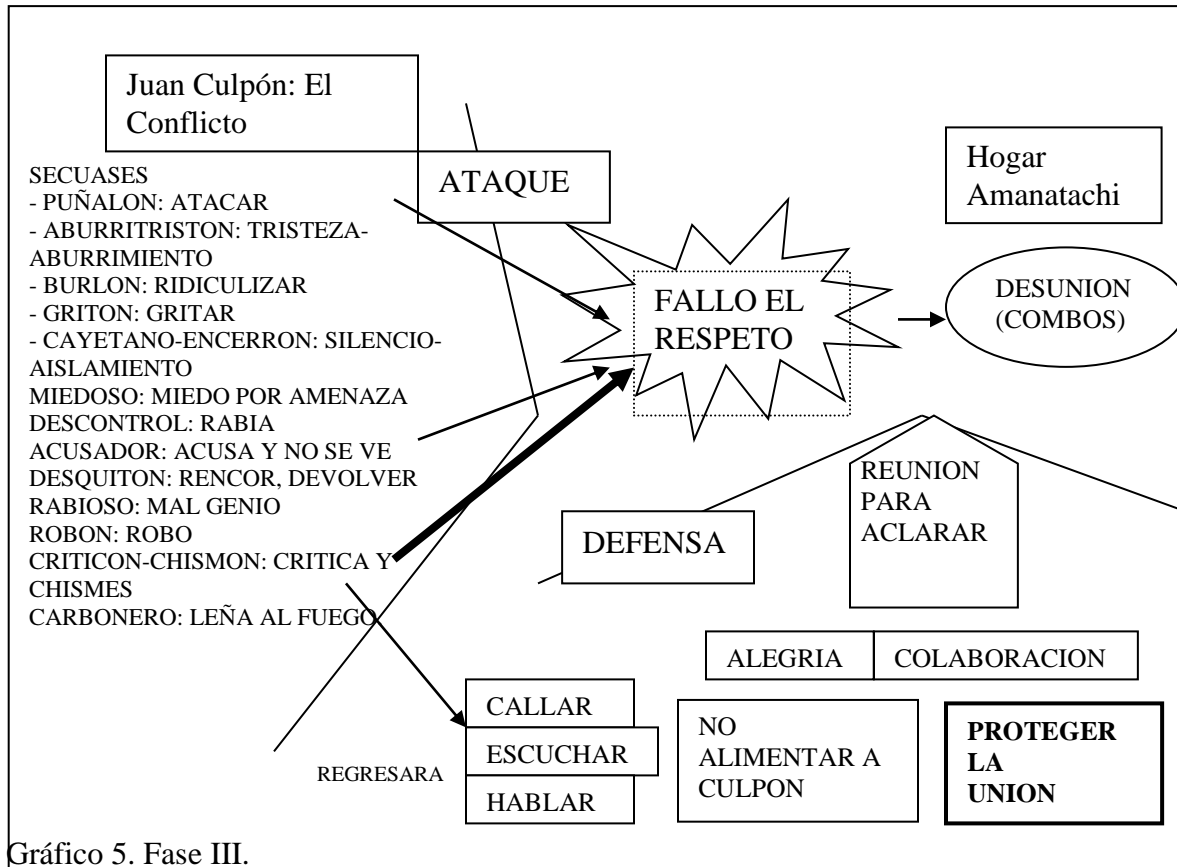 Juan Culpón: El
Conflicto
SECUASES
- PUÑALON: ATACAR
- ABURRITRISTON: TRISTEZA-
ABURRIMIENTO
- BURLON: RIDICULIZAR
- GRITON: GRITAR
- CAYETANO-ENCERRON: SILENCIO-
AISLAMIENTO
MIEDOSO: MIEDO POR AMENAZA
DESCONTROL: RABIA
ACUSADOR: ACUSA Y NO SE VE
DESQUITON: RENCOR, DEVOLVER
RABIOSO: MAL GENIO
ROBON: ROBO
CRITICON-CHISMON: CRITICA Y
CHISMES
CARBONERO: LEÑA AL FUEGO
ATAQUE
FALLO EL
RESPETO
Hogar
Amanatachi
DESUNION
(COMBOS)
REUNION
PARA
ACLARAR
DEFENSA
ALEGRIA
COLABORACION
CALLAR
ESCUCHAR
HABLAR
REGRESARA
NO
ALIMENTAR A
CULPON
PROTEGER
LA
UNION
Gráfico 5. Fase III.